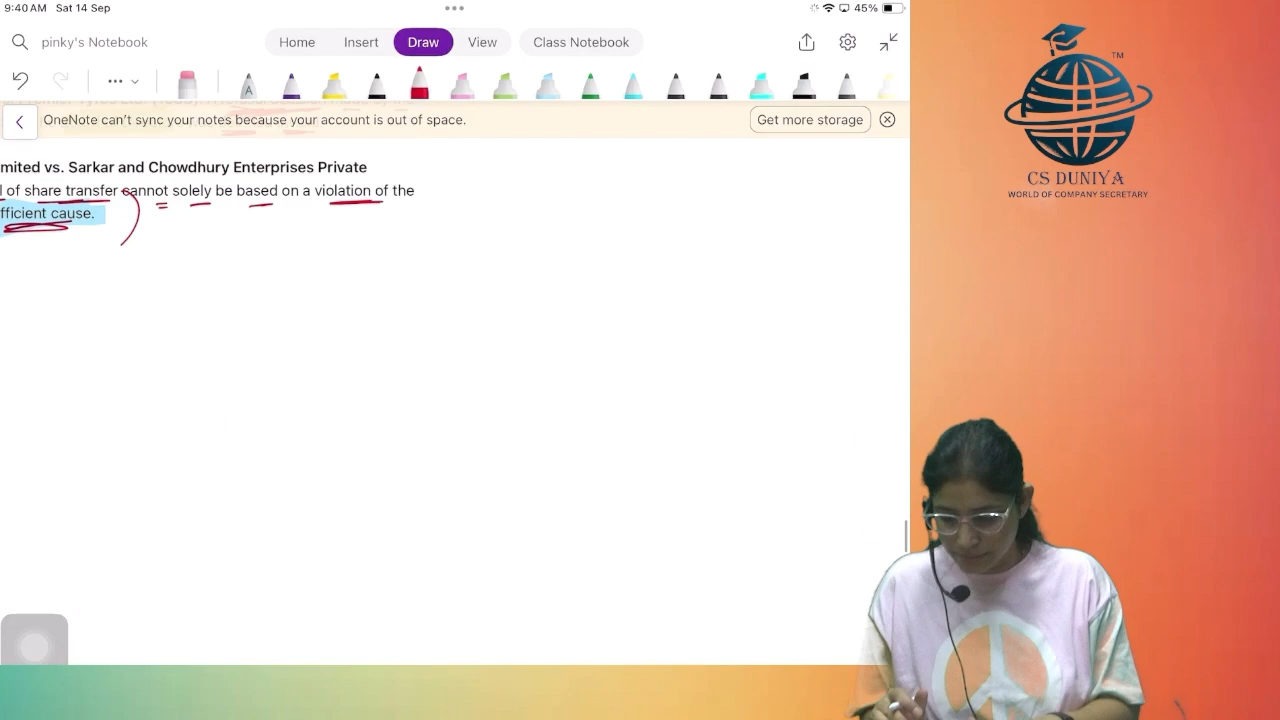 9:40 AM Sat 14 Sep
45%
pinky's Notebook
Home Insert Draw View Class Notebook
A
OneNote can’t sync your notes because your account is out of space.
Get more storage
mited vs. Sarkar and Chowdhury Enterprises Private
l of share transfer cannot solely be based on a violation of the
fficient cause.
TM
CS DUNIYA
WORLD OF COMPANY SECRETARY